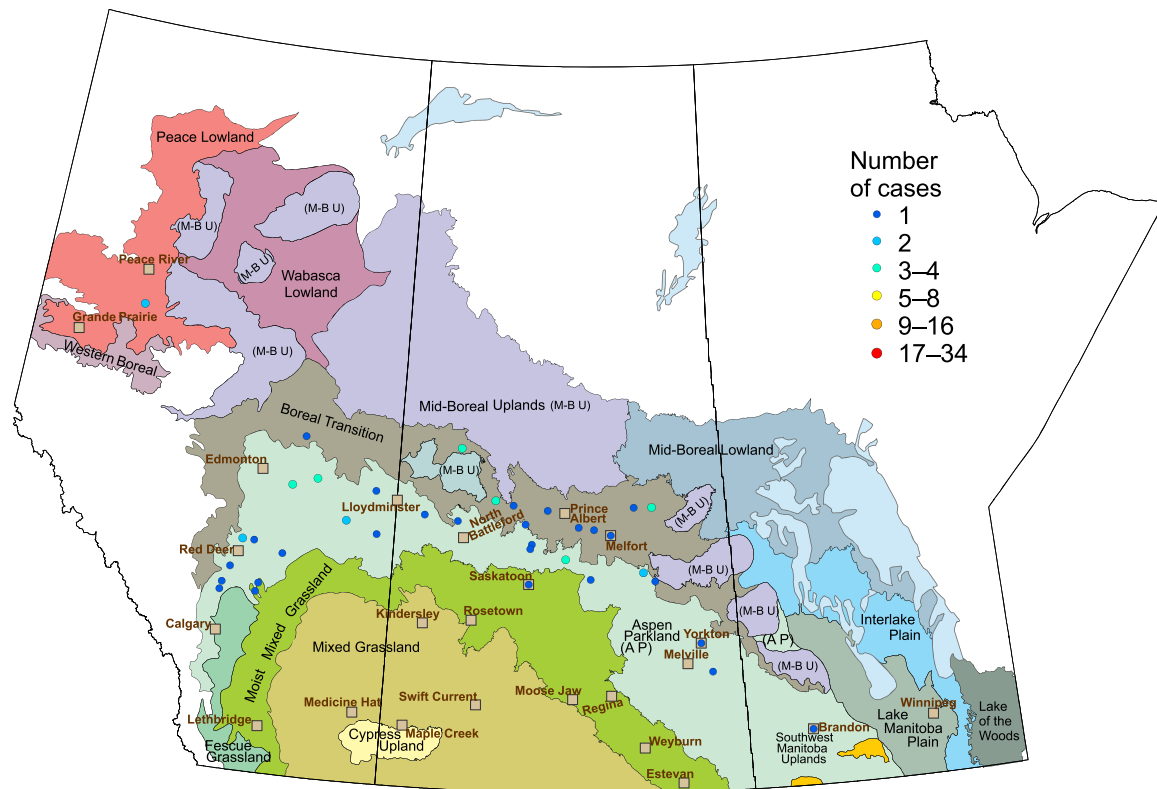 Peace Lowland
(M-B U)
(M-B U)
Peace River
(M-B U)
Wabasca
Lowland
Grande Prairie
Western Boreal
(M-B U)
Number
of cases
1
2
3–4
5–8
9–16
17–34
Mid-Boreal Uplands (M-B U)
Boreal Transition
Mid-Boreal Lowland
Edmonton
(M-B U)
Lloydminster
North
Battleford
Prince
Albert
(M-B U)
Melfort
Red Deer
(M-B U)
Saskatoon
Moist Mixed Grassland
Kindersley
Rosetown
(M-B U)
Calgary
Aspen
Parkland
(A P)
Yorkton
(A P)
Interlake
Plain
Mixed Grassland
Melville
(M-B U)
Medicine Hat
Swift Current
Moose Jaw
Regina
Winnipeg
Lake
of the
Woods
Lethbridge
Cypress
Upland
Maple Creek
Brandon
Lake
Manitoba
Plain
Southwest
Manitoba
Uplands
Fescue
Grassland
Weyburn
Estevan